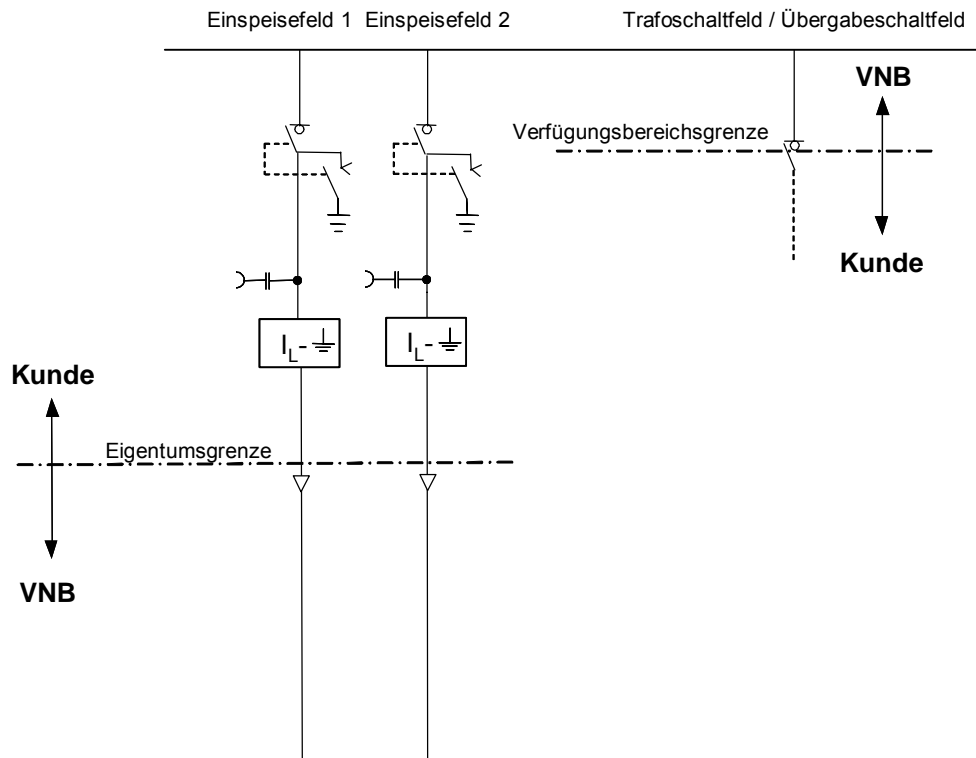 Einspeisefeld 1 Einspeisefeld 2 Trafoschaltfeld / Übergabeschaltfeld
VNB
Verfügungsbereichsgrenze
Kunde
I_L- I_L-
Kunde
Eigentumsgrenze
VNB